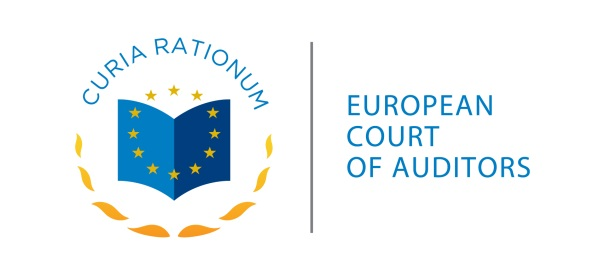 CURIA RATIONUM
EUROPEAN
COURT
OF AUDITORS